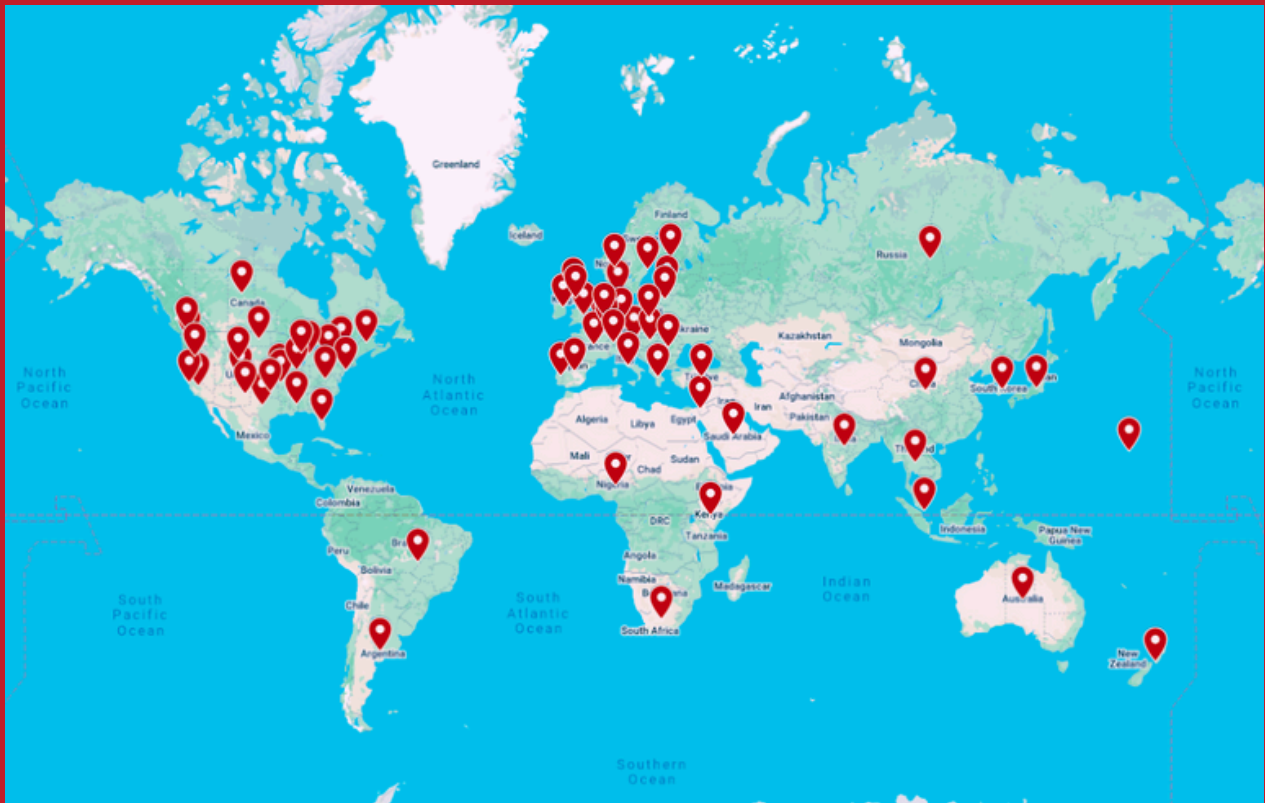 Greenland
Iceland
Finland
Russia
Canada
Kazakhstan
Mongolia
North
Pacific
Ocean
North
Atlantic
Ocean
South Korea
North
Pacific
Ocean
Afghanistan
Iran
Pakistan
Algeria
Libya
Egypt
Saudi Arabia
Mexico
Mali
Chad
Sudan
Nigeria
Venezuela
Colombia
Kenya
DRC
Tanzania
Indonesia
Papua New
Guinea
Peru
Bolivia
Angola
Namibia
Madagascar
Indian
Ocean
Chile
South
Pacific
Ocean
South
Atlantic
Ocean
Australia
South Africa
Argentina
New
Zealand
Southern
Ocean